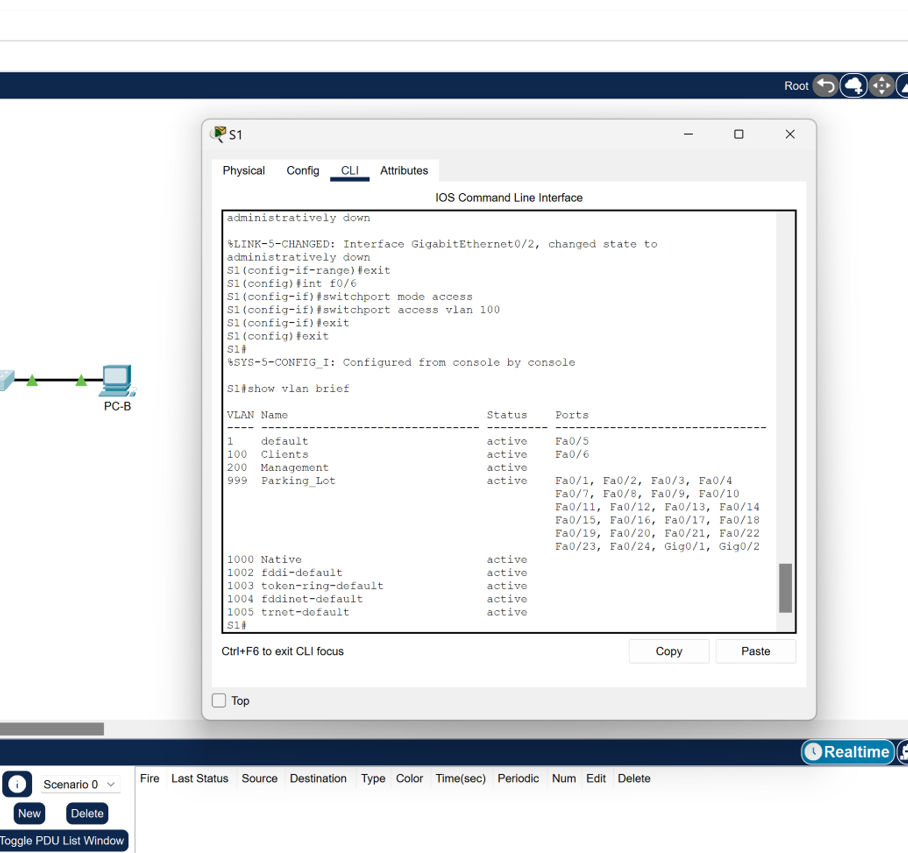 Root
S1
Physical Config CLI Attributes
IOS Command Line Interface
administratively down
%LINK-5-CHANGED: Interface GigabitEthernet0/2, changed state to
administratively down
S1(config-if-range)#exit
S1(config)#int f0/6
S1(config-if)#switchport mode access
S1(config-if)#switchport access vlan 100
S1(config-if)#exit
S1(config)#exit
S1#
%SYS-5-CONFIG_I: Configured from console by console
S1#show vlan brief
VLAN Name Status Ports
---- -------------------------------- --------- -------------------------------
1 default active Fa0/5
100 Clients active Fa0/6
200 Management active
999 Parking_Lot active Fa0/1, Fa0/2, Fa0/3, Fa0/4
Fa0/7, Fa0/8, Fa0/9, Fa0/10
Fa0/11, Fa0/12, Fa0/13, Fa0/14
Fa0/15, Fa0/16, Fa0/17, Fa0/18
Fa0/19, Fa0/20, Fa0/21, Fa0/22
Fa0/23, Fa0/24, Gig0/1, Gig0/2
1000 Native active
1002 fddi-default active
1003 token-ring-default active
1004 fddinet-default active
1005 trnet-default active
S1#
PC-B
Ctrl+F6 to exit CLI focus
Copy Paste
Top
Realtime
Scenario 0
Fire Last Status Source Destination Type Color Time(sec) Periodic Num Edit Delete
New Delete
Toggle PDU List Window